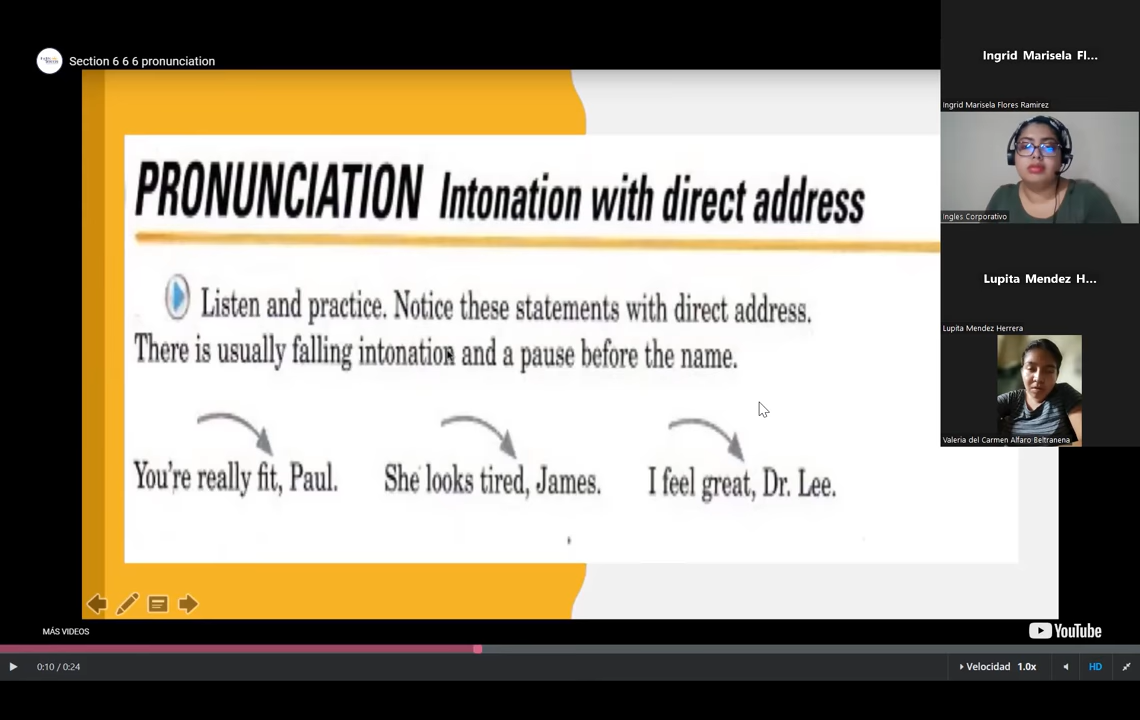 Section 6 6 6 pronunciation
PRONUNCIATION Intonation with direct address
Listen and practice. Notice these statements with direct address.
There is usually falling intonation and a pause before the name.
You're really fit, Paul. She looks tired, James. I feel great, Dr. Lee.
MÁS VIDEOS
YouTube
0:10 / 0:24
Velocidad 1.0x
HD
Ingrid Marisela Fl...
Ingrid Marisela Flores Ramirez
Ingles Corporativo
Lupita Mendez H...
Lupita Mendez Herrera
Valeria del Carmen Alfaro Beltranena